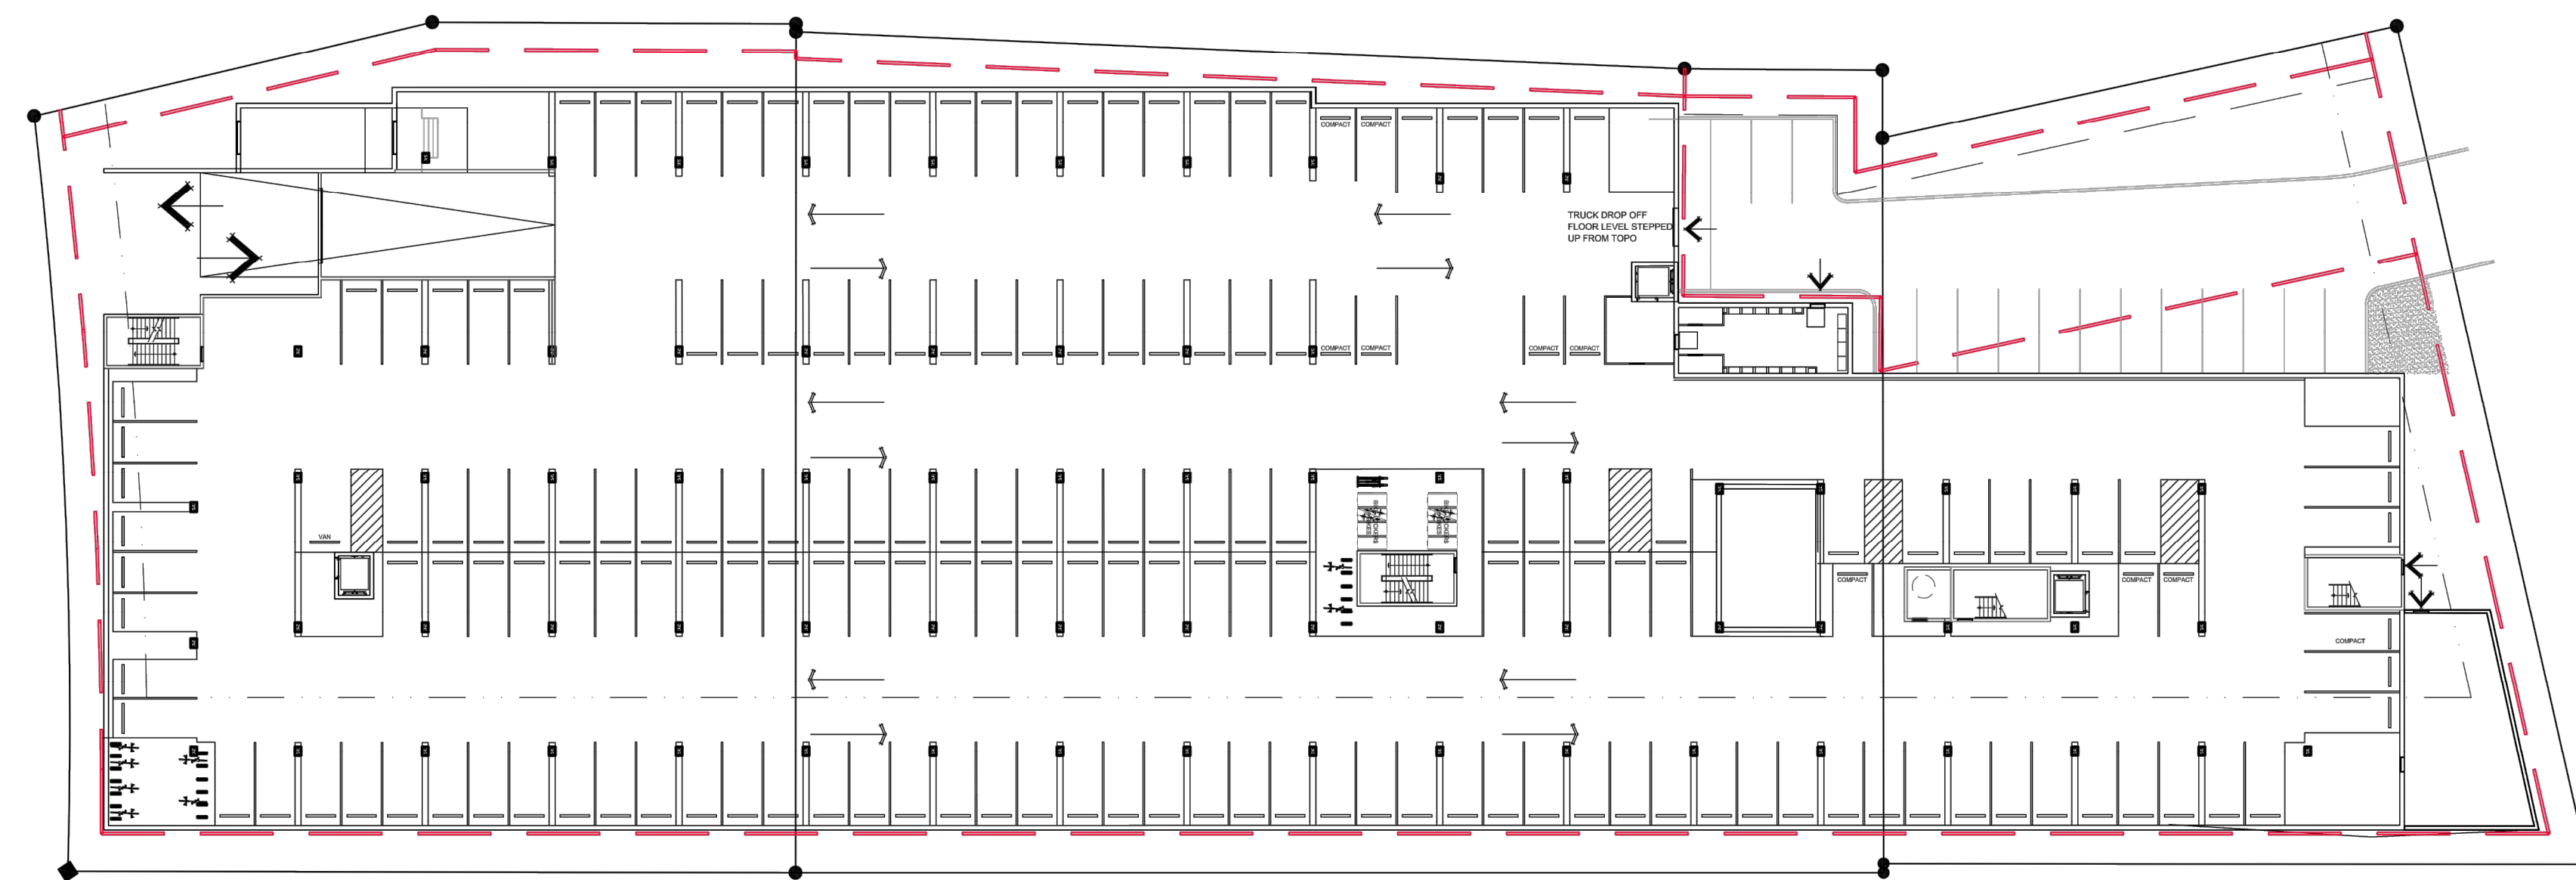 COMPACT
COMPACT
TRUCK DROP OFF
FLOOR LEVEL STEPPED
UP FROM TOPO
COMPACT
COMPACT
COMPACT
COMPACT
VAN
COMPACT
COMPACT
COMPACT
COMPACT